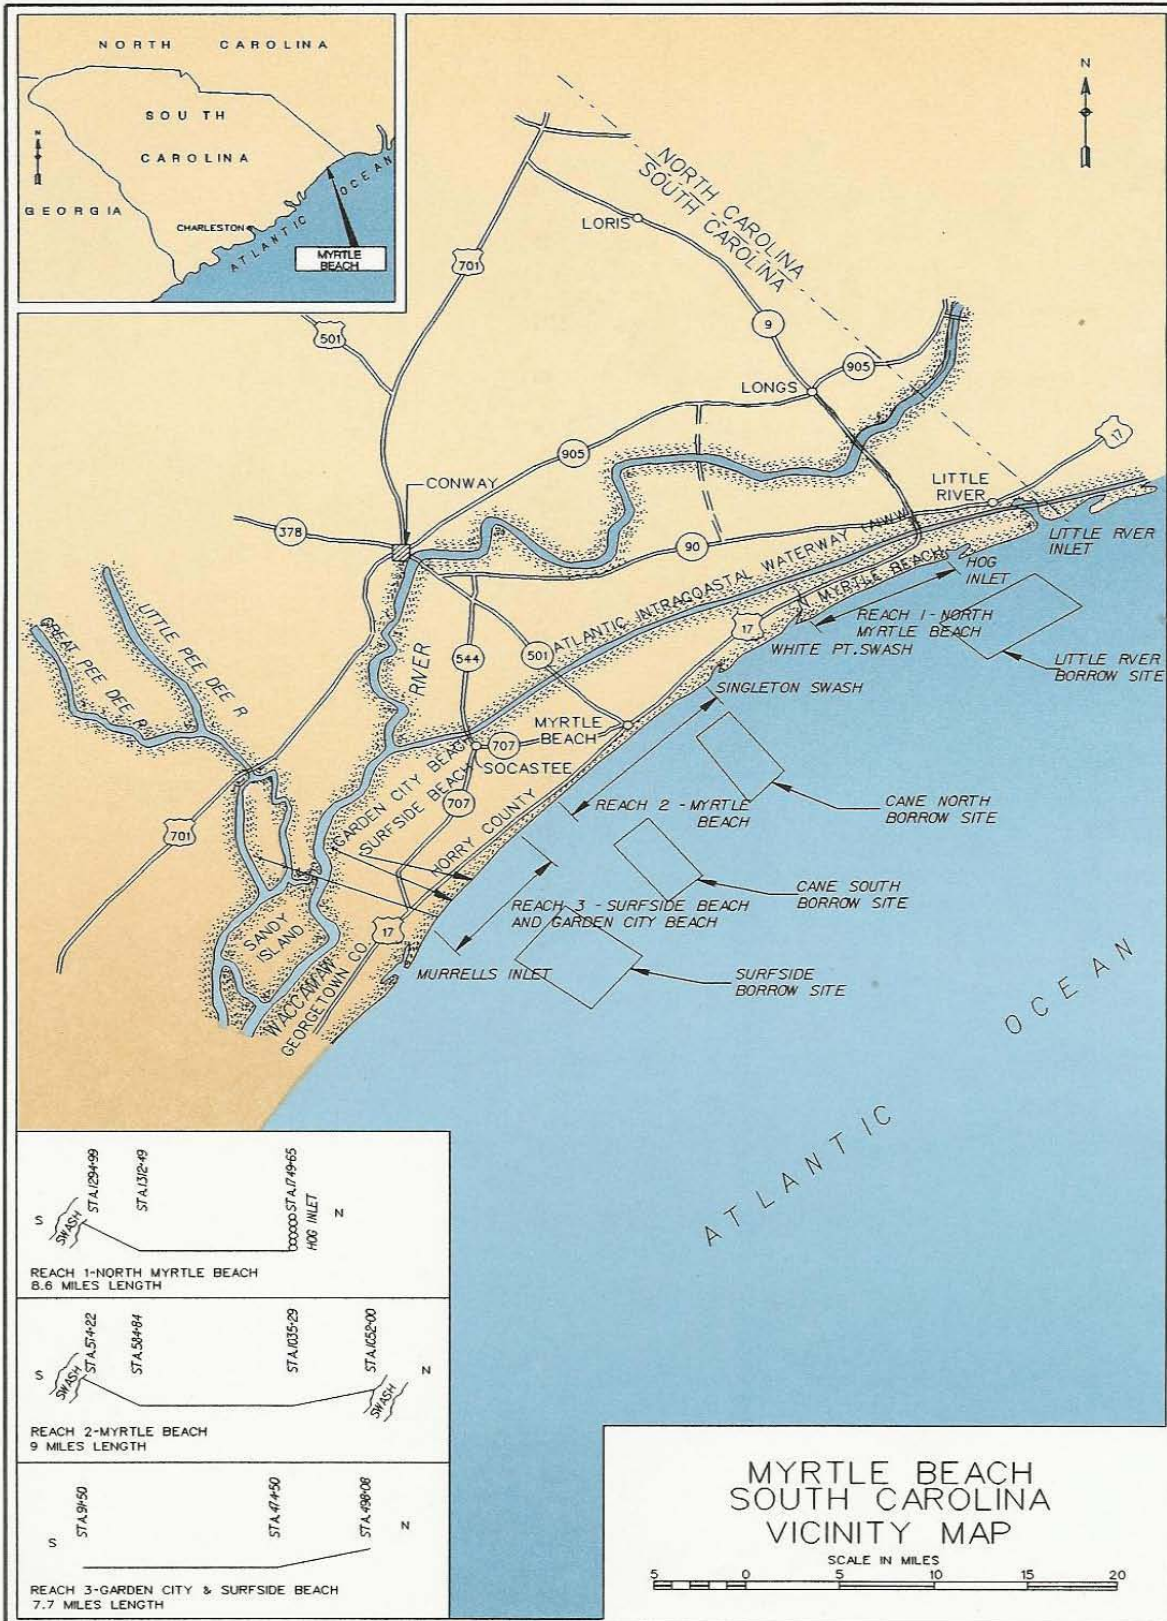 NORTH CAROLINA
SOUTH
CAROLINA
N
GEORGIA
CHARLESTON
ATLANTIC OCEAN
MYRTLE
BEACH
N
NORTH CAROLINA
SOUTH CAROLINA
LORIS
701
501
9
905
LONGS
17
905
CONWAY
LITTLE
RIVER
378
90
ATLANTIC INTRACOASTAL WATERWAY (AIWW)
LITTLE RVER
INLET
HOG
INLET
MYRTLE BEACH
REACH 1-NORTH
MYRTLE BEACH
17
WHITE PT.SWASH
LITTLE RIVER
BORROW SITE
LITTLE PEE DEE R
GREAT PEE DEE R.
RIVER
544
501
SINGLETON SWASH
MYRTLE
BEACH
707
SOCASTEE
GARDEN CITY BEACH
SURFSIDE BEACH
707
HORRY COUNTY
REACH 2 -MYRTLE
BEACH
CANE NORTH
BORROW SITE
701
CANE SOUTH
BORROW SITE
REACH 3 - SURFSIDE BEACH
AND GARDEN CITY BEACH
SANDY
ISLAND
17
MURRELLS INLET
SURFSIDE
BORROW SITE
WACCAMAW
GEORGETOWN CO.
ATLANTIC OCEAN
S
SWASH
STA.1294+99
STA.1312+49
STA.1749+65
HOG INLET
N
REACH 1-NORTH MYRTLE BEACH
8.6 MILES LENGTH
S
SWASH
STA.574+22
STA.584+84
STA.1035+29
STA.1052+00
SWASH
N
REACH 2-MYRTLE BEACH
9 MILES LENGTH
S
STA.91+50
STA.474+50
STA.498+08
N
REACH 3-GARDEN CITY & SURFSIDE BEACH
7.7 MILES LENGTH
MYRTLE BEACH
SOUTH CAROLINA
VICINITY MAP
SCALE IN MILES
5 0 5 10 15 20